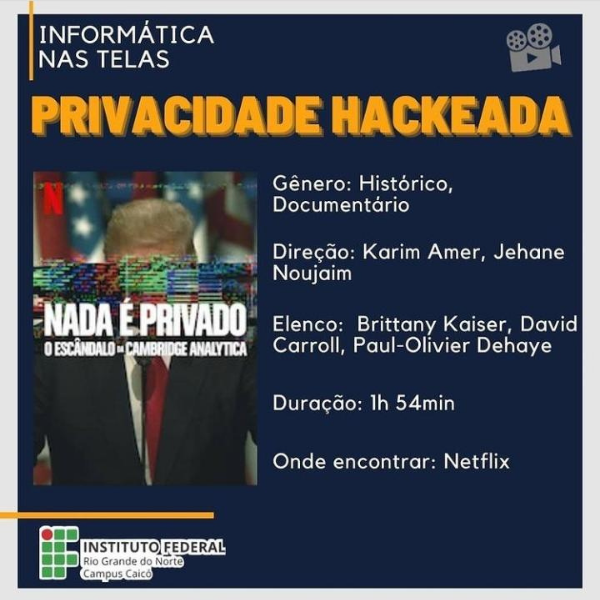 INFORMÁTICA
NAS TELAS
PRIVACIDADE HACKEADA
N
NADA É PRIVADO
O ESCÂNDALO DA CAMBRIDGE ANALYTICA
Gênero: Histórico,
Documentário
Direção: Karim Amer, Jehane
Noujaim
Elenco: Brittany Kaiser, David
Carroll, Paul-Olivier Dehaye
Duração: 1h 54min
Onde encontrar: Netflix
INSTITUTO FEDERAL
Rio Grande do Norte
Campus Caicó